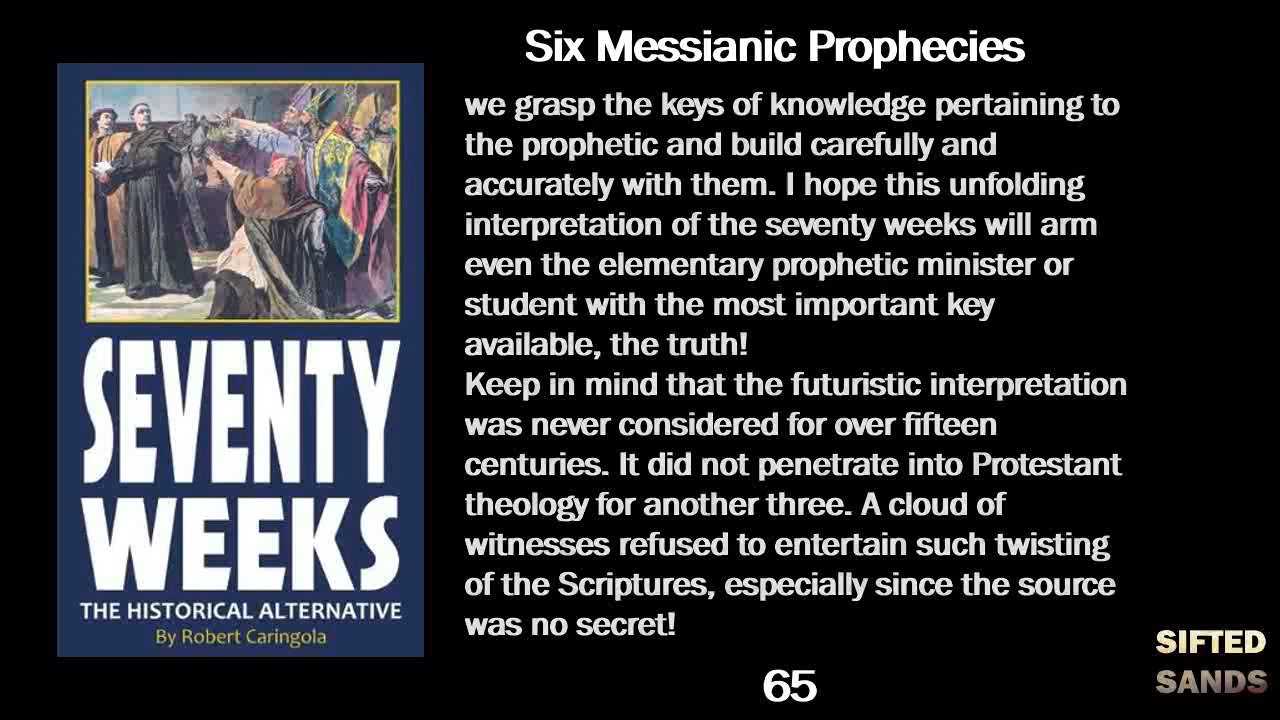 Six Messianic Prophecies
we grasp the keys of knowledge pertaining to
the prophetic and build carefully and
accurately with them. I hope this unfolding
interpretation of the seventy weeks will arm
even the elementary prophetic minister or
student with the most important key
available, the truth!
Keep in mind that the futuristic interpretation
was never considered for over fifteen
centuries. It did not penetrate into Protestant
theology for another three. A cloud of
witnesses refused to entertain such twisting
of the Scriptures, especially since the source
was no secret!
65
SEVENTY
WEEKS
THE HISTORICAL ALTERNATIVE
By Robert Caringola
SIFTED
SANDS